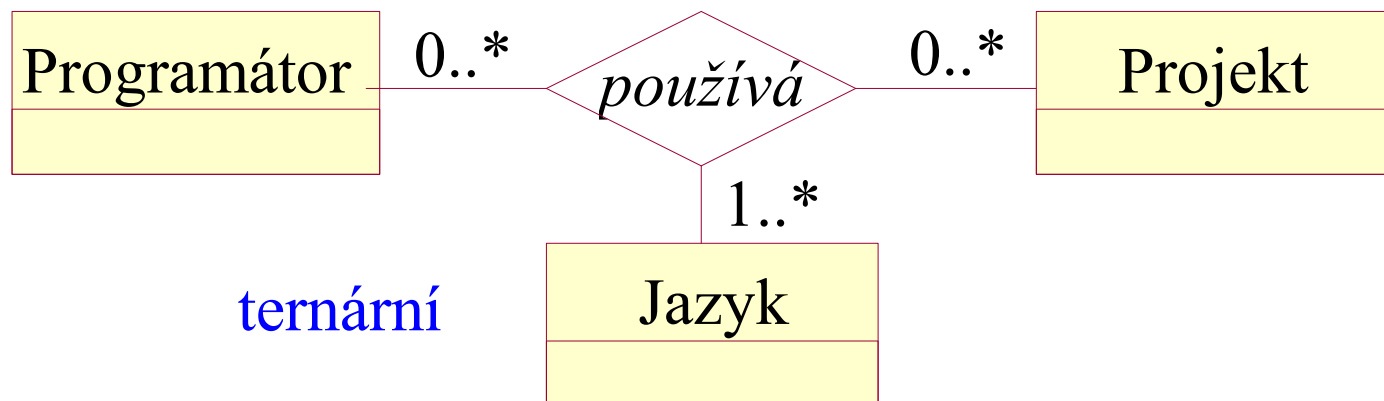 Programátor
0..*
používá
0..*
Projekt
1..*
ternární
Jazyk